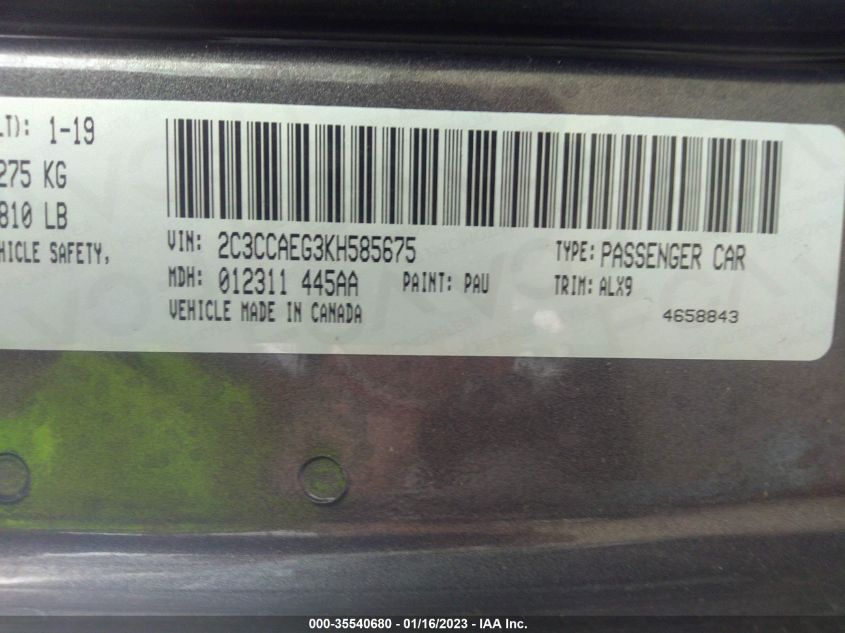 LT): 1-19
275 KG
810 LB
HICLE SAFETY,
VIN: 2C3CCAEG3KH585675
TYPE: PASSENGER CAR
MDH: 012311 445AA
PAINT: PAU
TRIM: ALX9
VEHICLE MADE IN CANADA
4658843
000-35540680 - 01/16/2023 - IAA Inc.